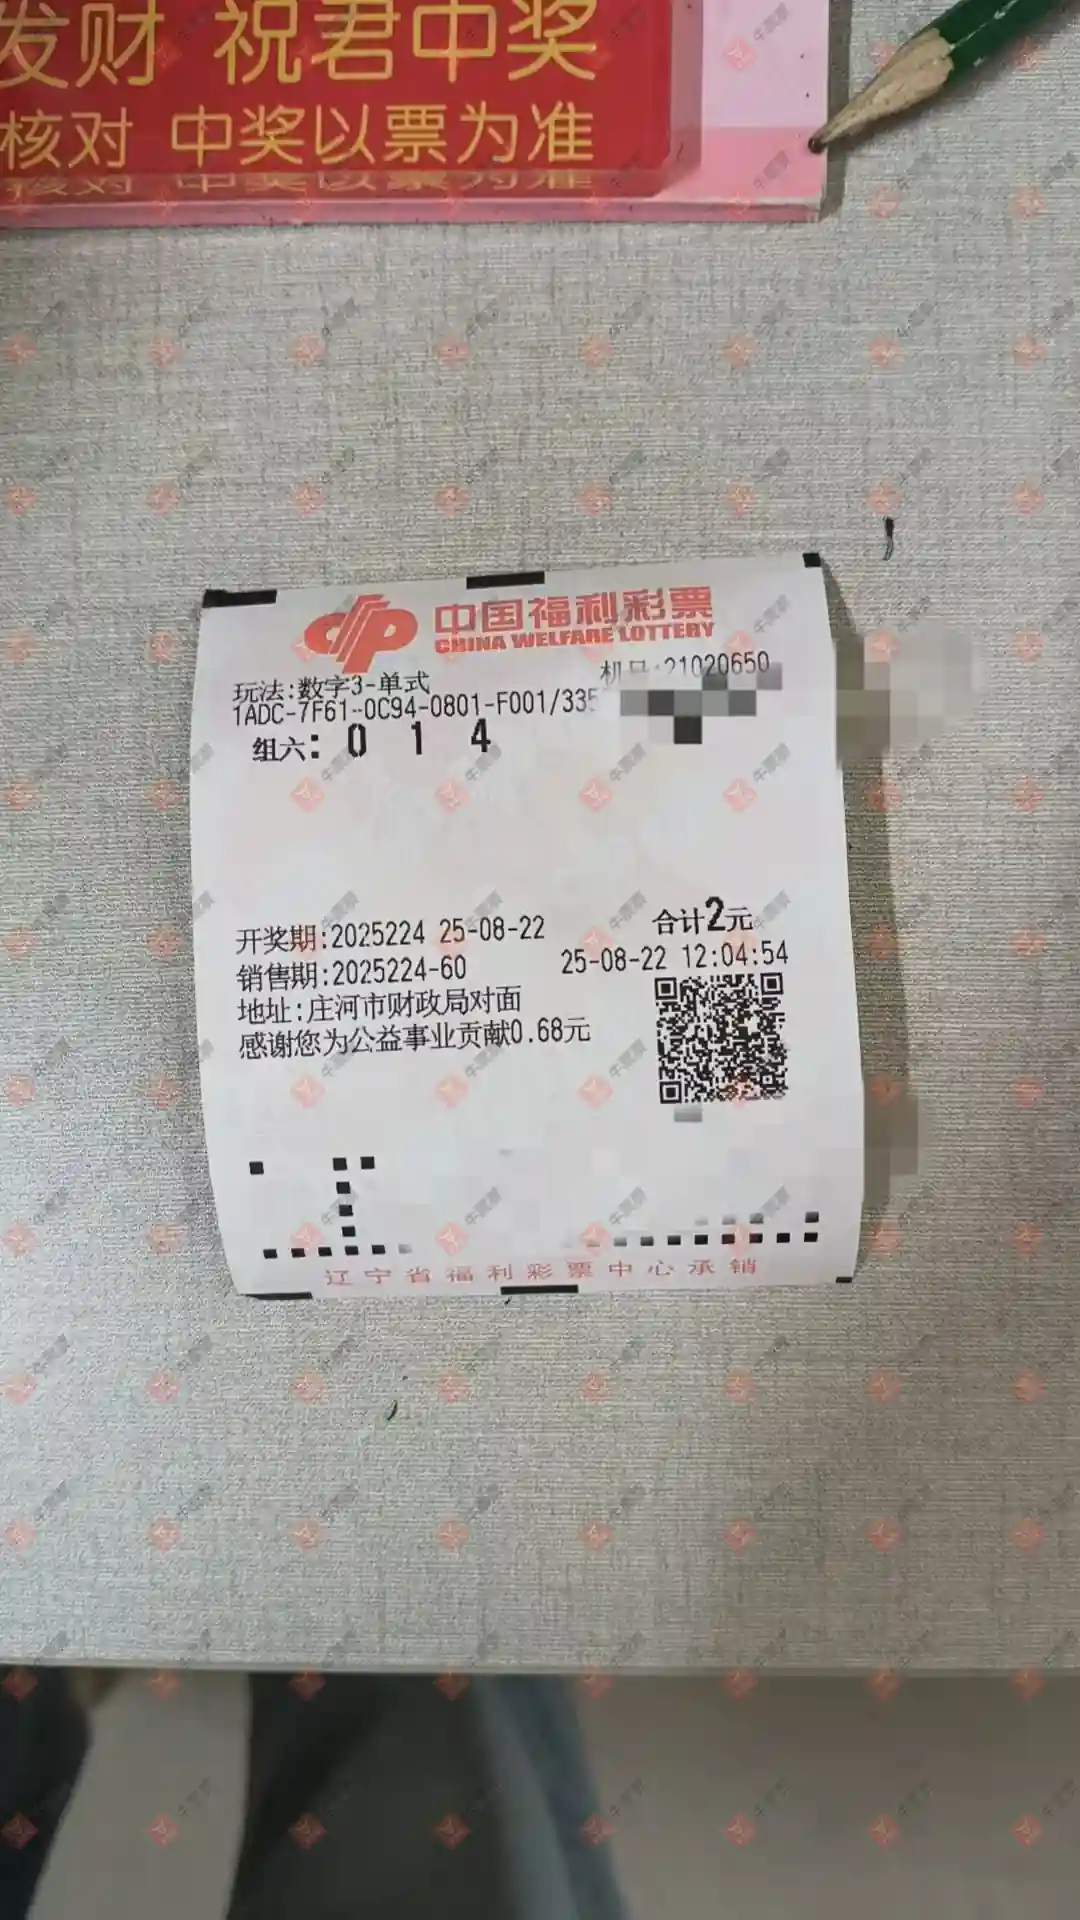 发财 祝君中奖
核对 中奖以票为准
中国福利彩票
CHINA WELFARE LOTTERY
机号:21020650
玩法:数字3-单式
1ADC-7F61-0C94-0801-F001/335
组六: 0 1 4
合计2元
开奖期:2025224 25-08-22
销售期:2025224-60
25-08-22 12:04:54
地址:庄河市财政局对面
感谢您为公益事业贡献0.68元
辽宁省福利彩票中心承销